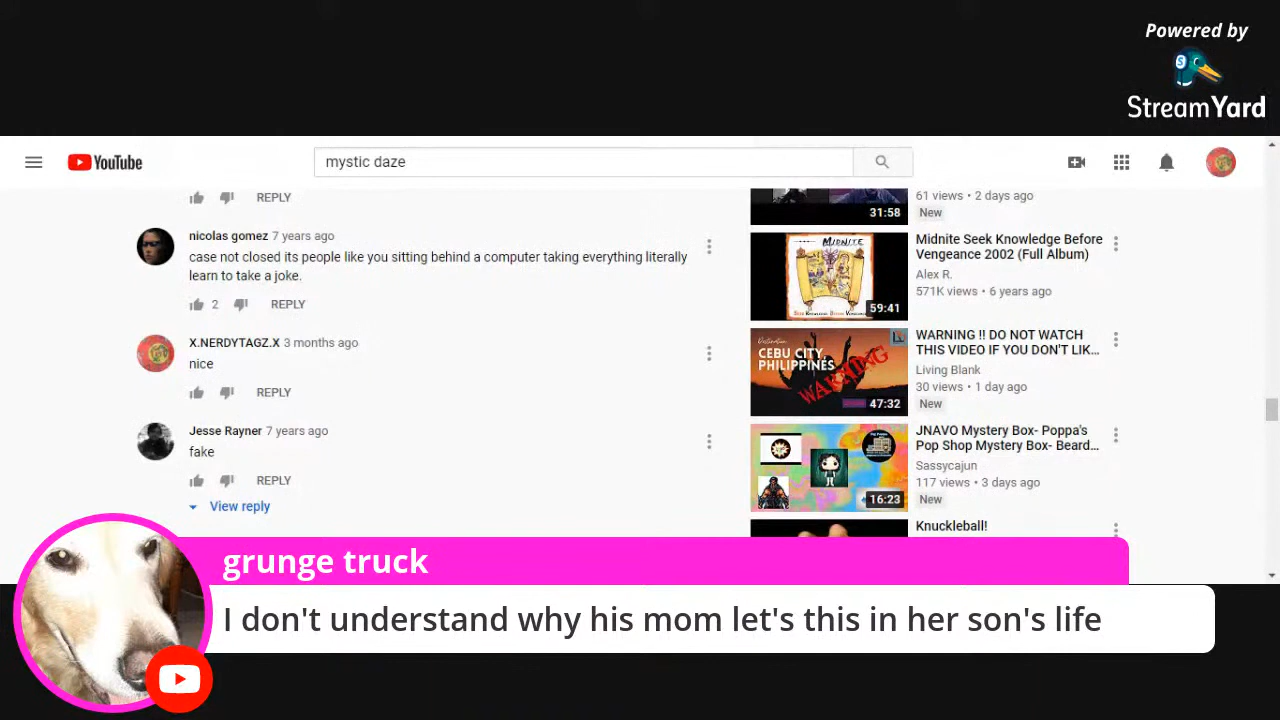 Powered by
StreamYard
YouTube
mystic daze
REPLY
nicolas gomez 7 years ago
case not closed its people like you sitting behind a computer taking everything literally
learn to take a joke.
2 REPLY
X.NERDYTAGZ.X 3 months ago
nice
REPLY
Jesse Rayner 7 years ago
fake
REPLY
View reply
31:58
61 views • 2 days ago
New
MIDNITE
59:41
Midnite Seek Knowledge Before
Vengeance 2002 (Full Album)
Alex R.
571K views • 6 years ago
Destination
CEBU CITY,
PHILIPPINES
WARNING
47:32
WARNING !! DO NOT WATCH
THIS VIDEO IF YOU DON'T LIK...
Living Blank
30 views • 1 day ago
New
16:23
JNAVO Mystery Box- Poppa's
Pop Shop Mystery Box- Beard...
Sassycajun
117 views • 3 days ago
New
Knuckleball!
grunge truck
I don't understand why his mom let's this in her son's life